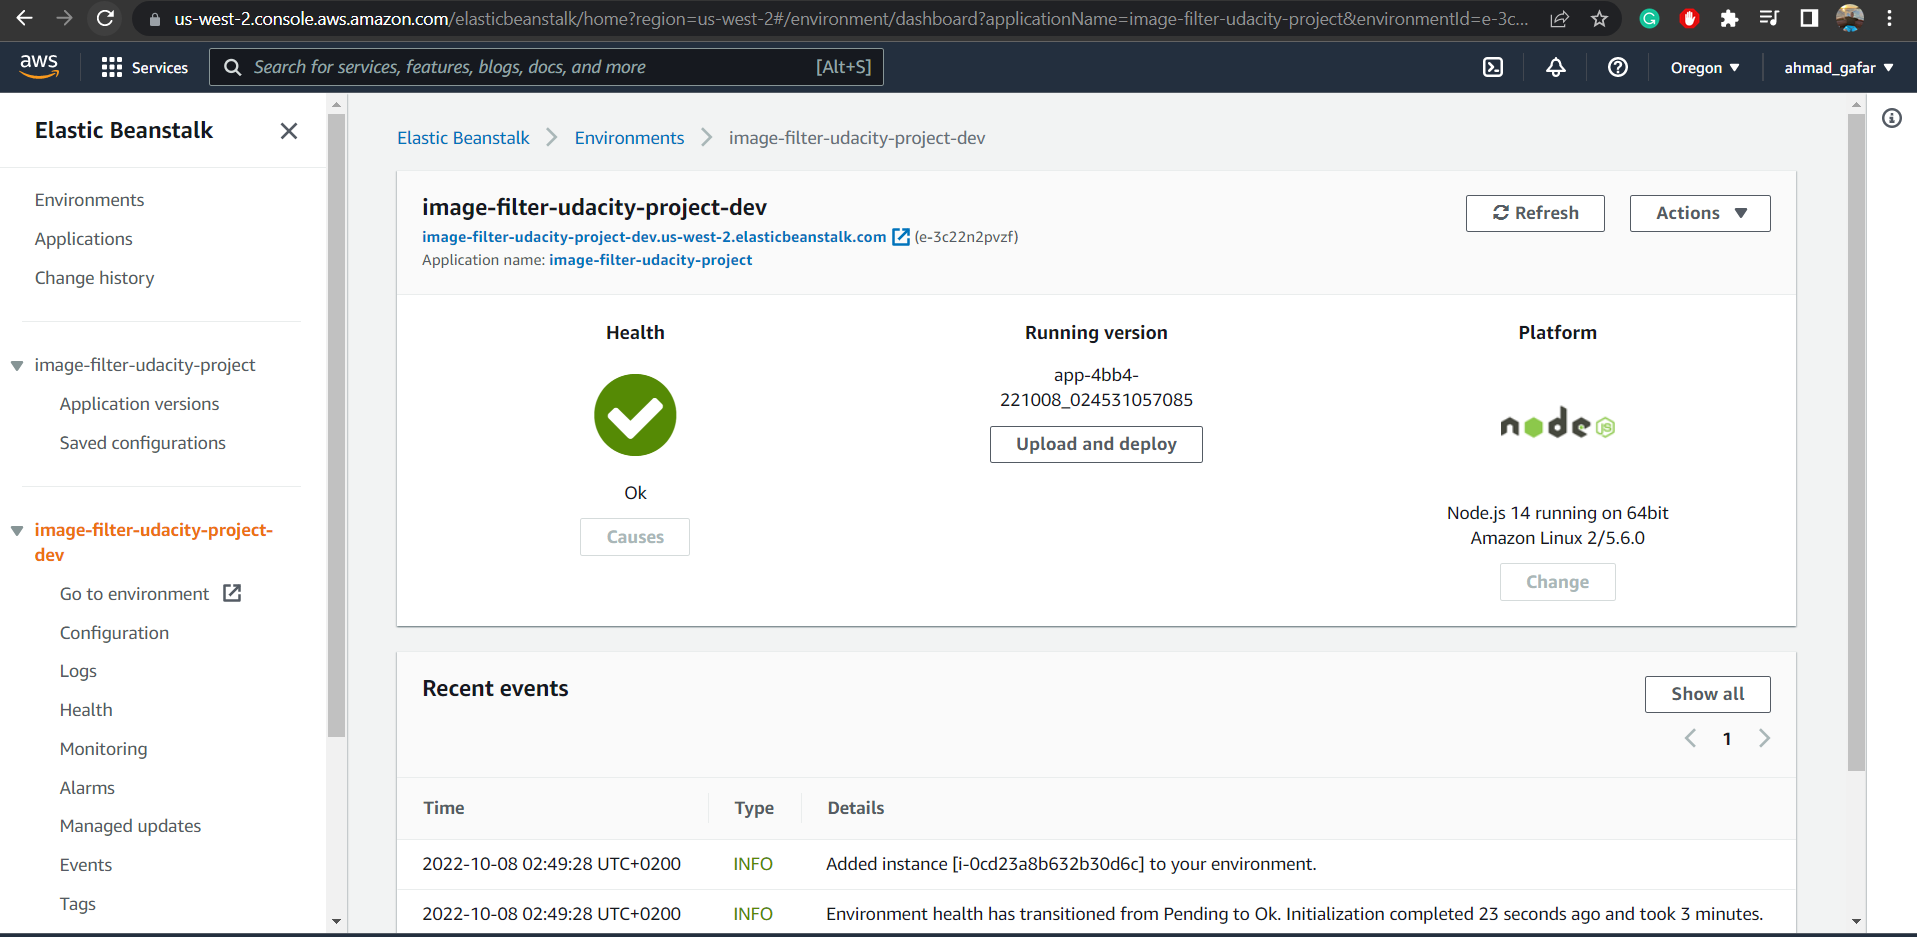 us-west-2.console.aws.amazon.com/elasticbeanstalk/home?region=us-west-2#/environment/dashboard?applicationName=image-filter-udacity-project&environmentId=e-3c...
aws
Services
Search for services, features, blogs, docs, and more
[Alt+S]
Oregon
ahmad_gafar
Elastic Beanstalk
Environments
Applications
Change history
image-filter-udacity-project
Application versions
Saved configurations
image-filter-udacity-project-
dev
Go to environment
Configuration
Logs
Health
Monitoring
Alarms
Managed updates
Events
Tags
Elastic Beanstalk > Environments > image-filter-udacity-project-dev
image-filter-udacity-project-dev
image-filter-udacity-project-dev.us-west-2.elasticbeanstalk.com (e-3c22n2pvzf)
Application name: image-filter-udacity-project
Refresh
Actions
Health
Ok
Causes
Running version
app-4bb4-
221008_024531057085
Upload and deploy
Platform
node JS
Node.js 14 running on 64bit
Amazon Linux 2/5.6.0
Change
Recent events
Show all
1
Time Type Details
2022-10-08 02:49:28 UTC+0200 INFO Added instance [i-0cd23a8b632b30d6c] to your environment.
2022-10-08 02:49:28 UTC+0200 INFO Environment health has transitioned from Pending to Ok. Initialization completed 23 seconds ago and took 3 minutes.